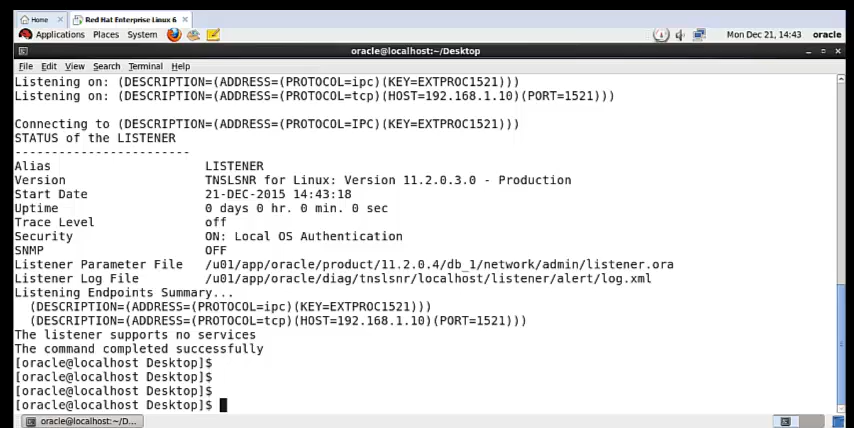 Home × Red Hat Enterprise Linux 6 ×
Applications Places System Mon Dec 21, 14:43 oracle
oracle@localhost:~/Desktop
File Edit View Search Terminal Help
Listening on: (DESCRIPTION=(ADDRESS=(PROTOCOL=ipc)(KEY=EXTPROC1521)))
Listening on: (DESCRIPTION=(ADDRESS=(PROTOCOL=tcp)(HOST=192.168.1.10)(PORT=1521)))
Connecting to (DESCRIPTION=(ADDRESS=(PROTOCOL=IPC)(KEY=EXTPROC1521)))
STATUS of the LISTENER
------------------------
Alias LISTENER
Version TNSLSNR for Linux: Version 11.2.0.3.0 - Production
Start Date 21-DEC-2015 14:43:18
Uptime 0 days 0 hr. 0 min. 0 sec
Trace Level off
Security ON: Local OS Authentication
SNMP OFF
Listener Parameter File /u01/app/oracle/product/11.2.0.4/db_1/network/admin/listener.ora
Listener Log File /u01/app/oracle/diag/tnslsnr/localhost/listener/alert/log.xml
Listening Endpoints Summary...
(DESCRIPTION=(ADDRESS=(PROTOCOL=ipc)(KEY=EXTPROC1521)))
(DESCRIPTION=(ADDRESS=(PROTOCOL=tcp)(HOST=192.168.1.10)(PORT=1521)))
The listener supports no services
The command completed successfully
[oracle@localhost Desktop]$
[oracle@localhost Desktop]$
[oracle@localhost Desktop]$
[oracle@localhost Desktop]$
oracle@localhost:~/D...